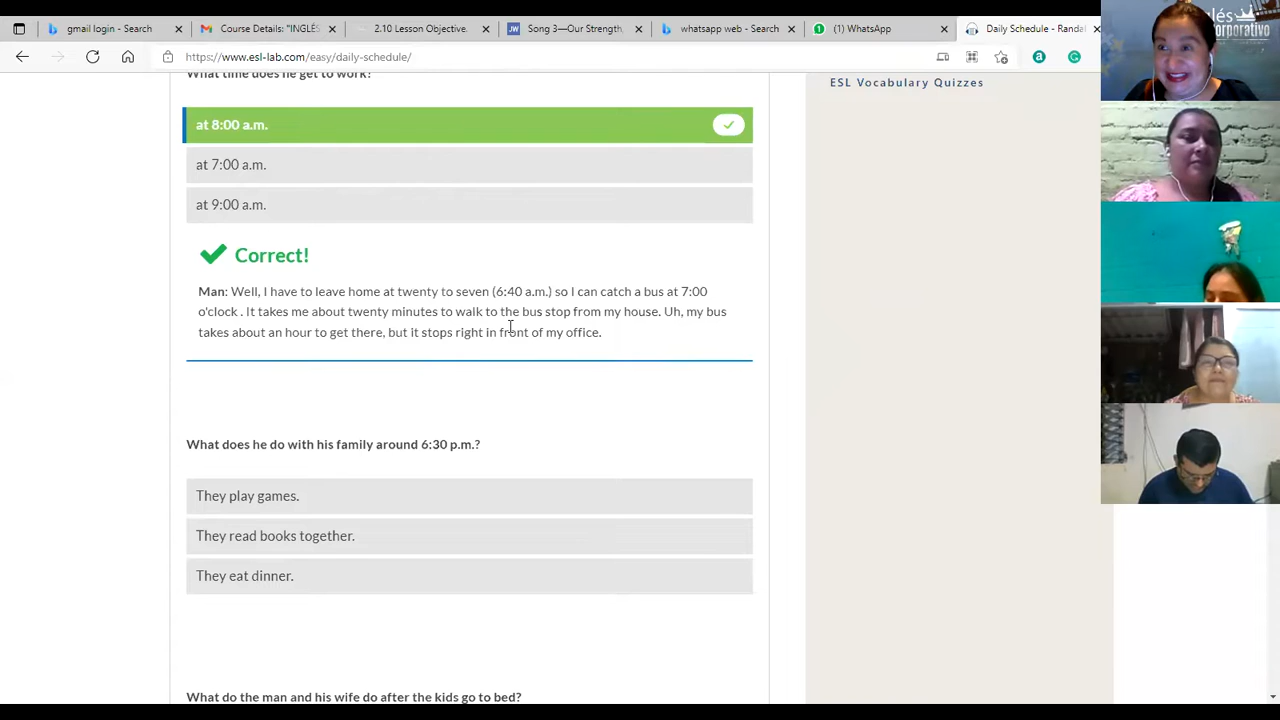 gmail login - Search
Course Details: "INGLÉS
2.10 Lesson Objective.
Strengthen Your Strength,
whatsapp web - Search
(1) WhatsApp
Daily Schedule - Randal
https://www.esl-lab.com/easy/daily-schedule/
What time does he get to work?
ESL Vocabulary Quizzes
at 8:00 a.m.
at 7:00 a.m.
at 9:00 a.m.
Correct!
Man: Well, I have to leave home at twenty to seven (6:40 a.m.) so I can catch a bus at 7:00
o'clock . It takes me about twenty minutes to walk to the bus stop from my house. Uh, my bus
takes about an hour to get there, but it stops right in front of my office.
What does he do with his family around 6:30 p.m.?
They play games.
They read books together.
They eat dinner.
What do the man and his wife do after the kids go to bed?